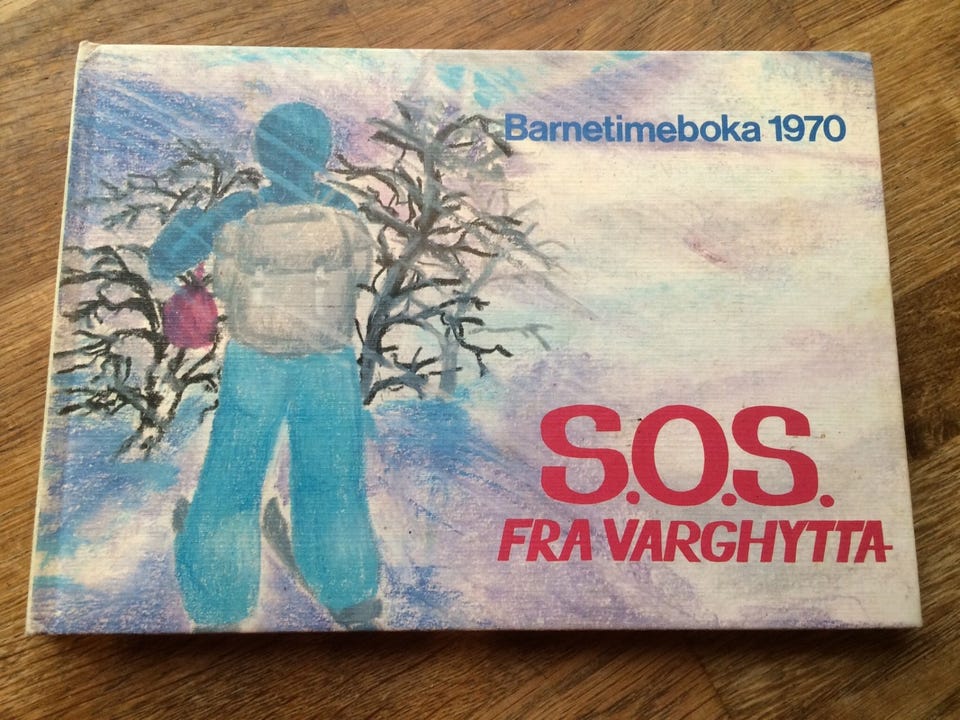 Barnetimeboka 1970
S.O.S.
FRA VARGHYTTA